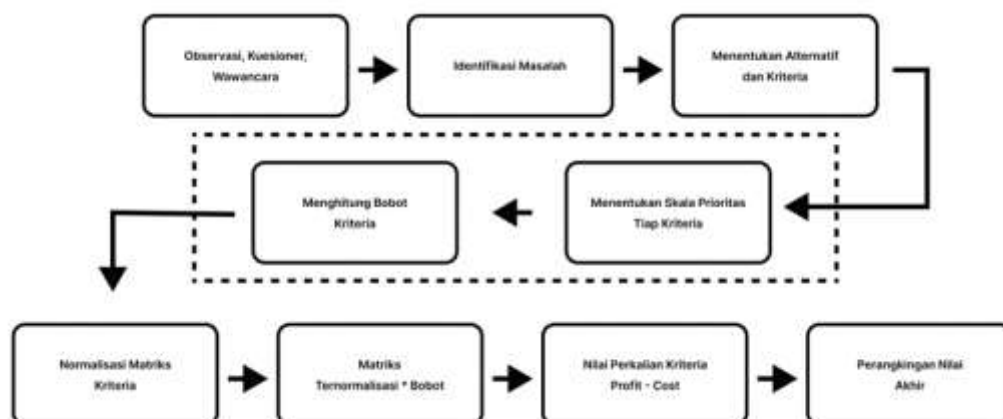 Observasi, Kuesioner,
Wawancara
Identifikasi Masalah
Menentukan Alternatif
dan Kriteria
Menentukan Skala Prioritas
Tiap Kriteria
Menghitung Bobot
Kriteria
Normalisasi Matriks
Kriteria
Matriks
Ternormalisasi * Bobot
Nilai Perkalian Kriteria
Profit - Cost
Perangkingan Nilai
Akhir